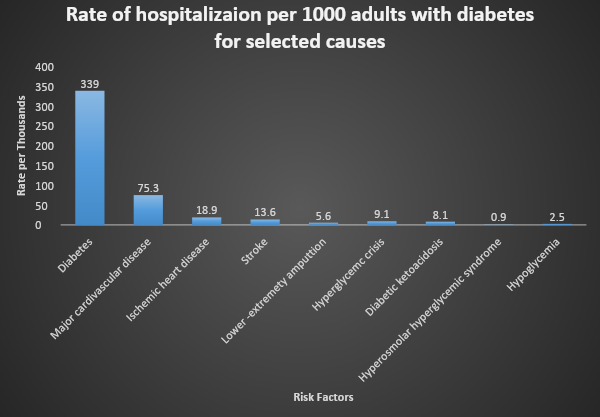 Rate of hospitalizaion per 1000 adults with diabetes
for selected causes
Rate per Thousands
400
350
300
250
200
150
100
50
0
339
75.3
18.9
13.6
5.6
9.1
8.1
0.9
2.5
Diabetes
Major cardivascular disease
Ischemic heart disease
Stroke
Lower -extremety amputtion
Hyperglycemc crisis
Diabetic ketoacidosis
Hyperosmolar hyperglycemic syndrome
Hypoglycemia
Risk Factors